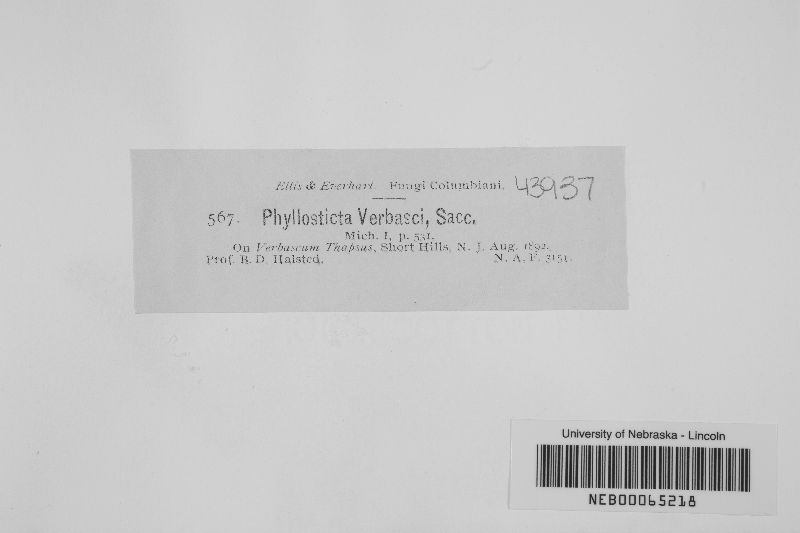 Ellis & Everhart. Fungi Columbiani. 43937
567. Phyllosticta Verbasci, Sacc.
Mich. I, p. 531.
On Verbascum Thapsus, Short Hills, N. J. Aug. 1892.
Prof. B. D. Halsted. N. A. F. 3151.
University of Nebraska - Lincoln
NEB00065218